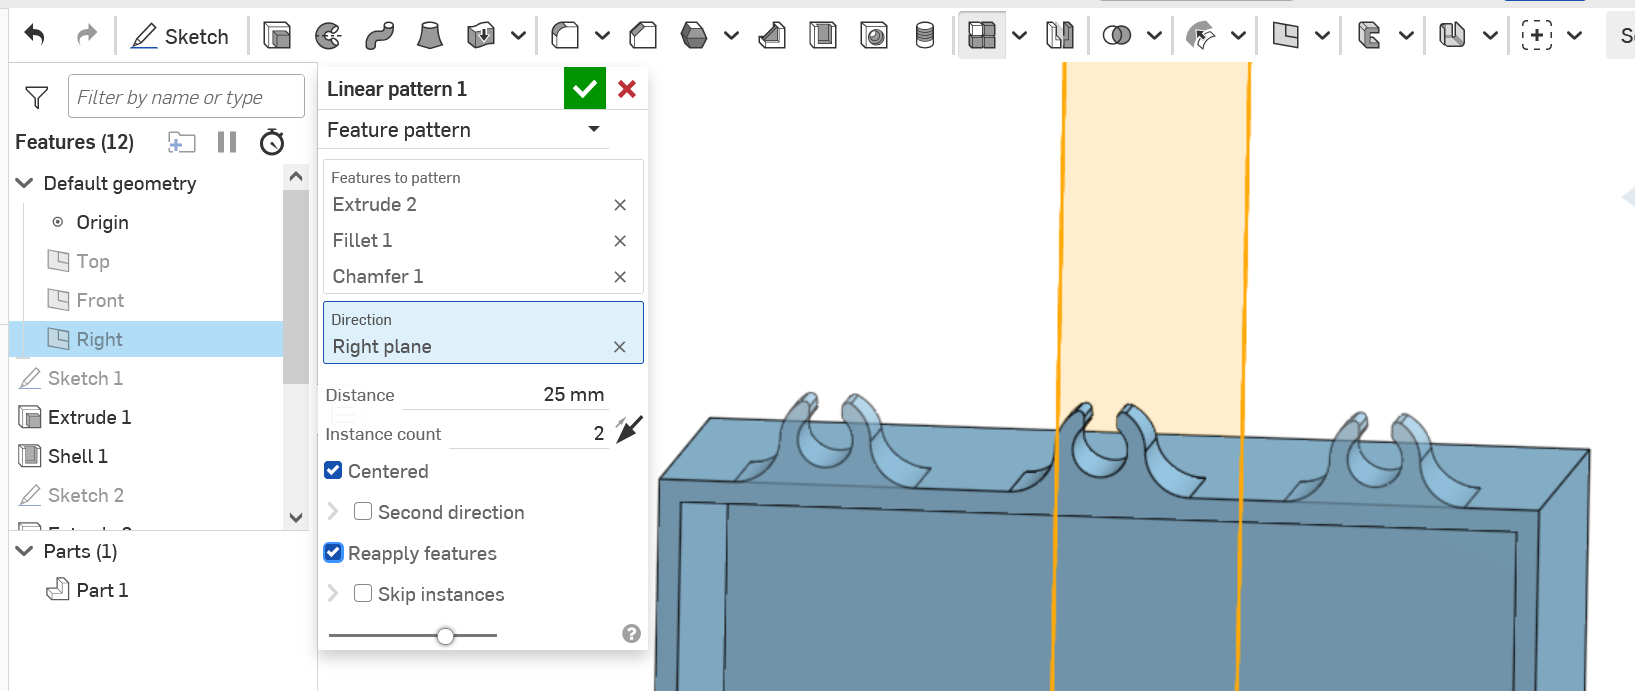 Sketch
Filter by name or type
Features (12)
Default geometry
Origin
Top
Front
Right
Sketch 1
Extrude 1
Shell 1
Sketch 2
Parts (1)
Part 1
Linear pattern 1
Feature pattern
Features to pattern
Extrude 2
Fillet 1
Chamfer 1
Direction
Right plane
Distance 25 mm
Instance count 2
Centered
Second direction
Reapply features
Skip instances